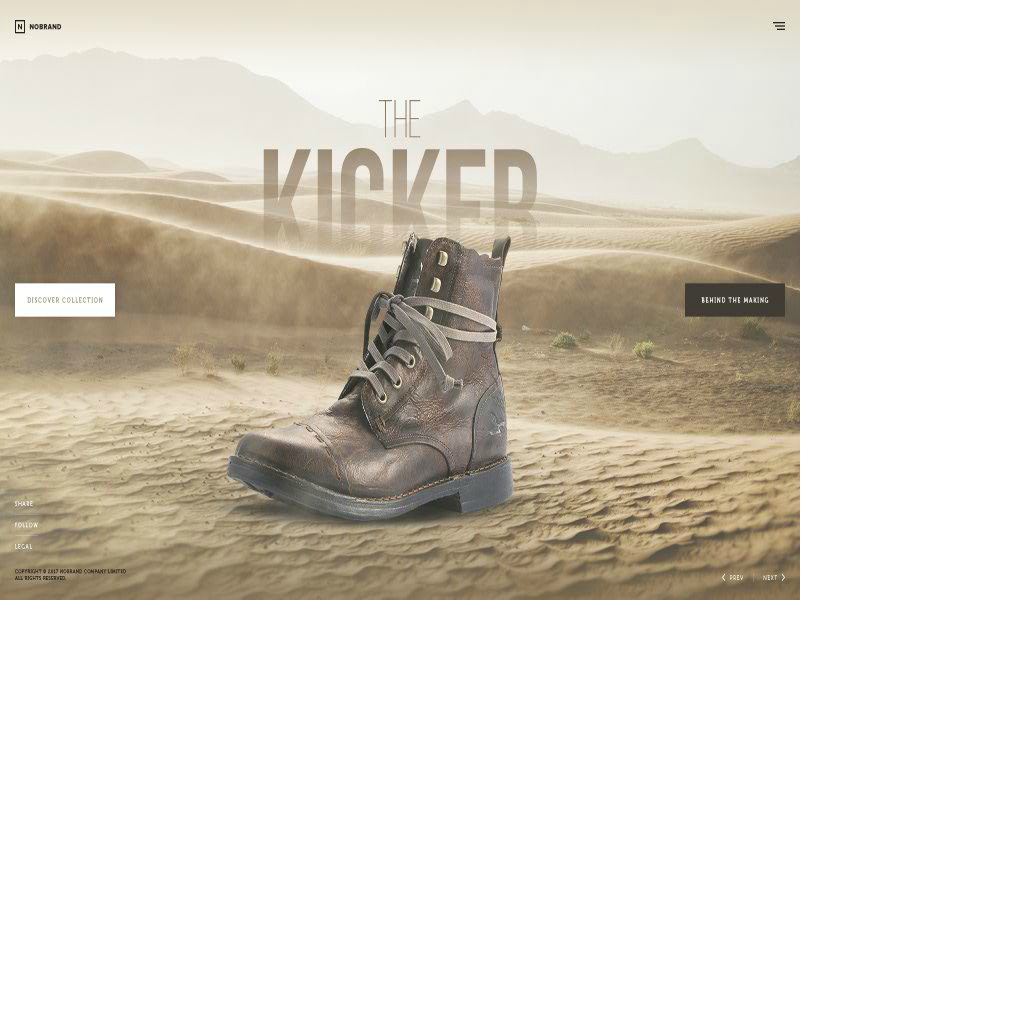 N NOBRAND
THE
KICKER
DISCOVER COLLECTION
BEHIND THE MAKING
SHARE
FOLLOW
LEGAL
COPYRIGHT © 2017 NOBRAND COMPANY LIMITED
ALL RIGHTS RESERVED.
PREV
NEXT